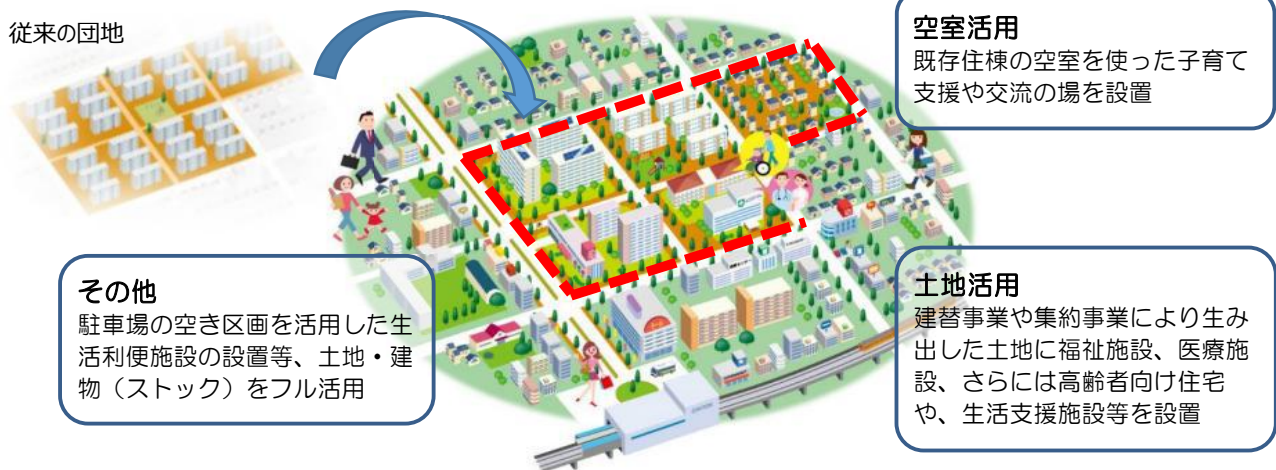 従来の団地
空室活用
既存住棟の空室を使った子育て
支援や交流の場を設置
その他
駐車場の空き区画を活用した生
活利便施設の設置等、土地・建
物（ストック）をフル活用
土地活用
建替事業や集約事業により生み
出した土地に福祉施設、医療施
設、さらには高齢者向け住宅
や、生活支援施設等を設置